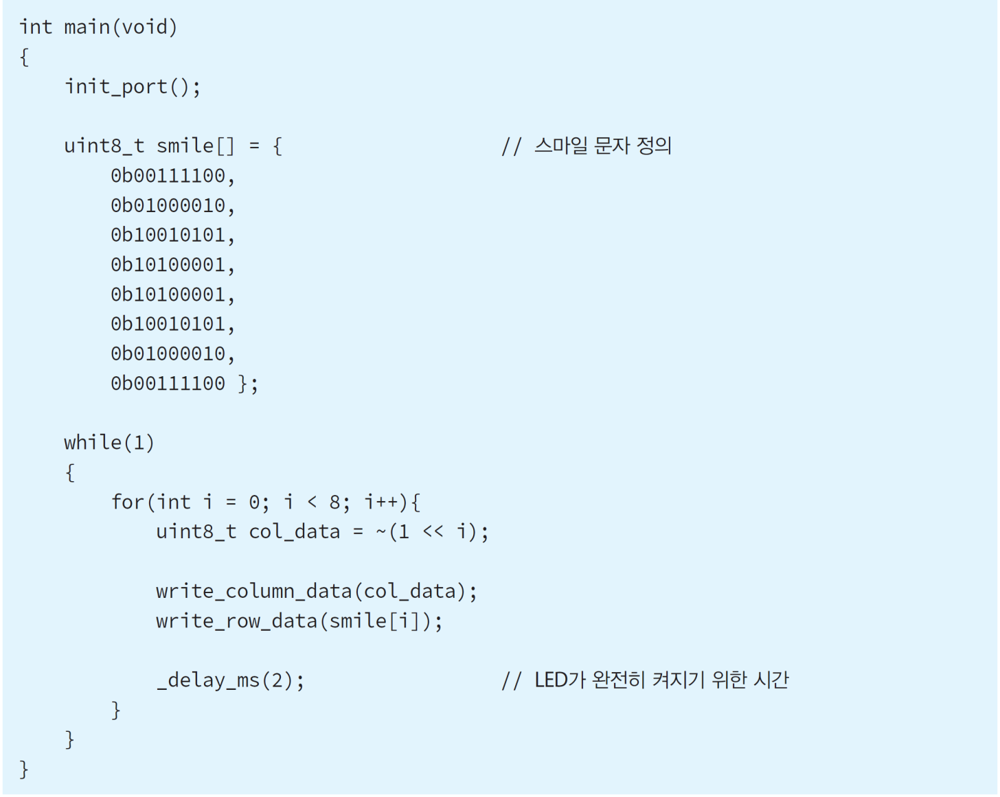 int main(void)
{
    init_port();

    uint8_t smile[] = {                   // 스마일 문자 정의
        0b00111100,
        0b01000010,
        0b10010101,
        0b10100001,
        0b10100001,
        0b10010101,
        0b01000010,
        0b00111100 };

    while(1)
    {
        for(int i = 0; i < 8; i++){
            uint8_t col_data = ~(1 << i);

            write_column_data(col_data);
            write_row_data(smile[i]);

            _delay_ms(2);                 // LED가 완전히 켜지기 위한 시간
        }
    }
}